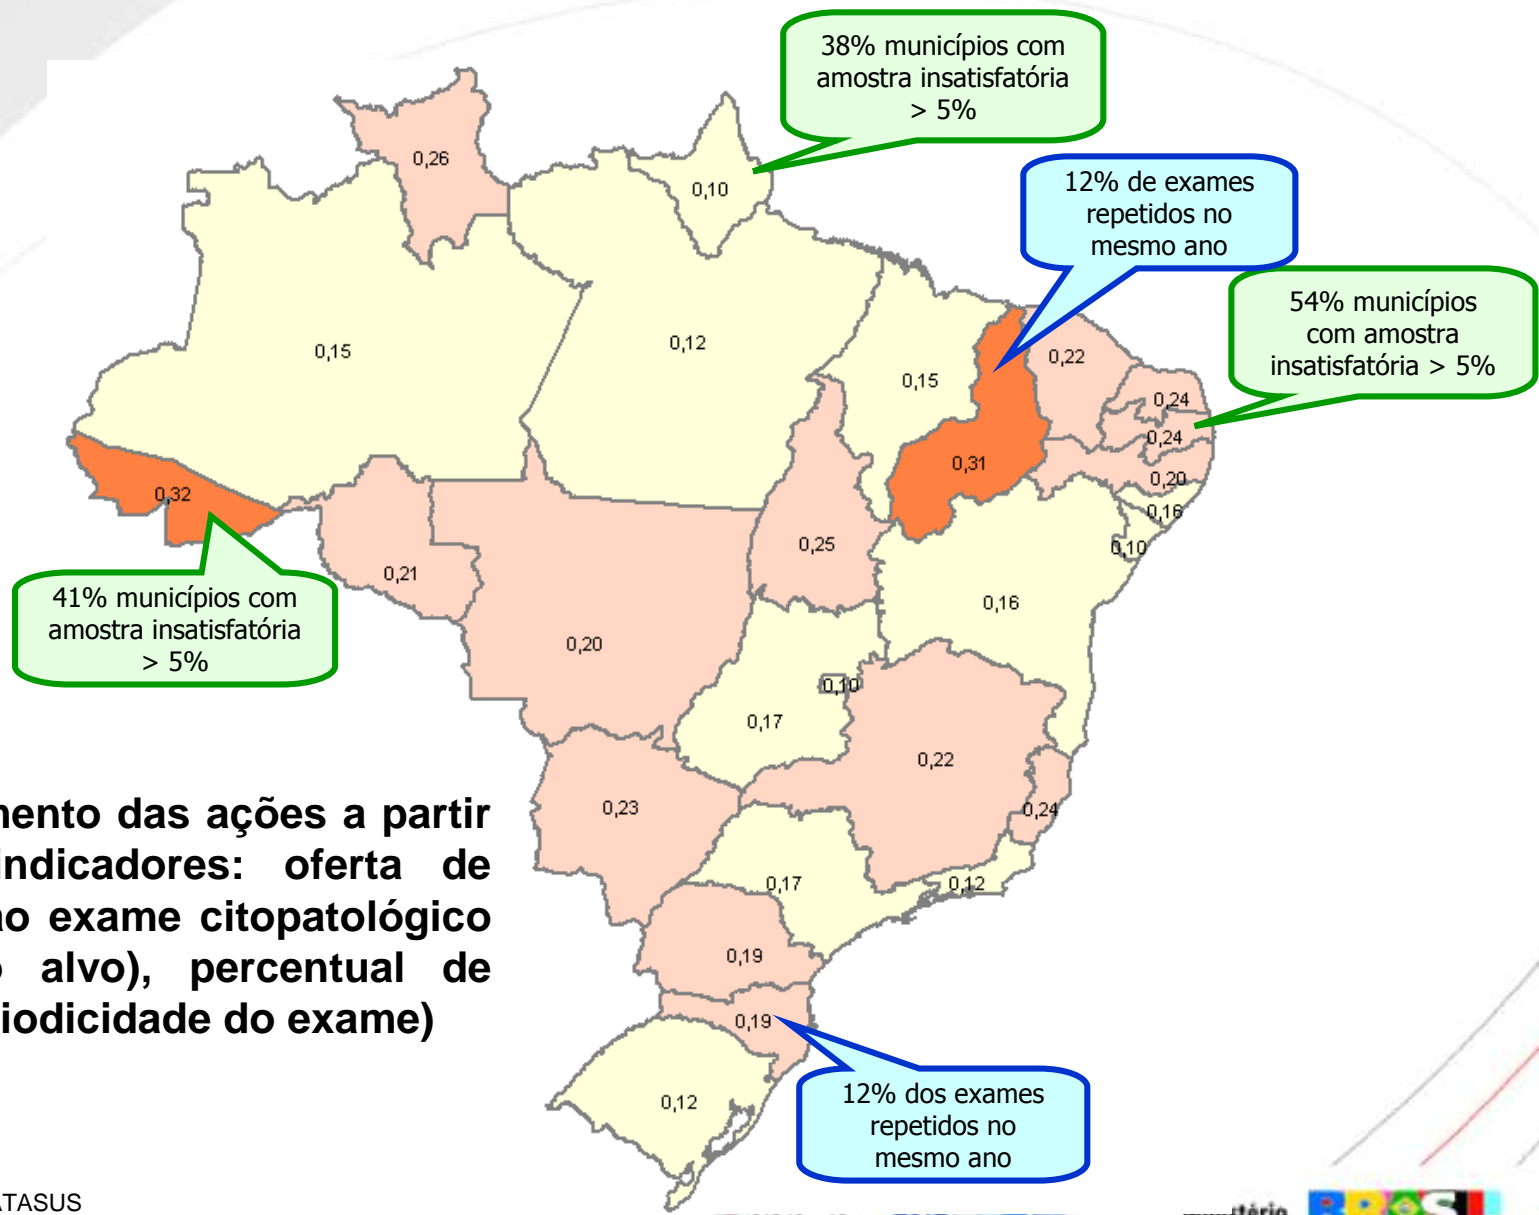 38% municípios com
amostra insatisfatória
> 5%
12% de exames
repetidos no
mesmo ano
54% municípios
com amostra
insatisfatória > 5%
41% municípios com
amostra insatisfatória
> 5%
12% dos exames
repetidos no
mesmo ano
0,26
0,10
0,15
0,12
0,15
0,22
0,24
0,24
0,20
0,16
0,10
0,31
0,32
0,21
0,25
0,16
0,20
0,10
0,17
0,22
0,24
0,23
0,17
0,12
0,19
0,19
0,12
mento das ações a partir
indicadores: oferta de
ao exame citopatológico
o alvo), percentual de
iodicidade do exame)
ATASUS